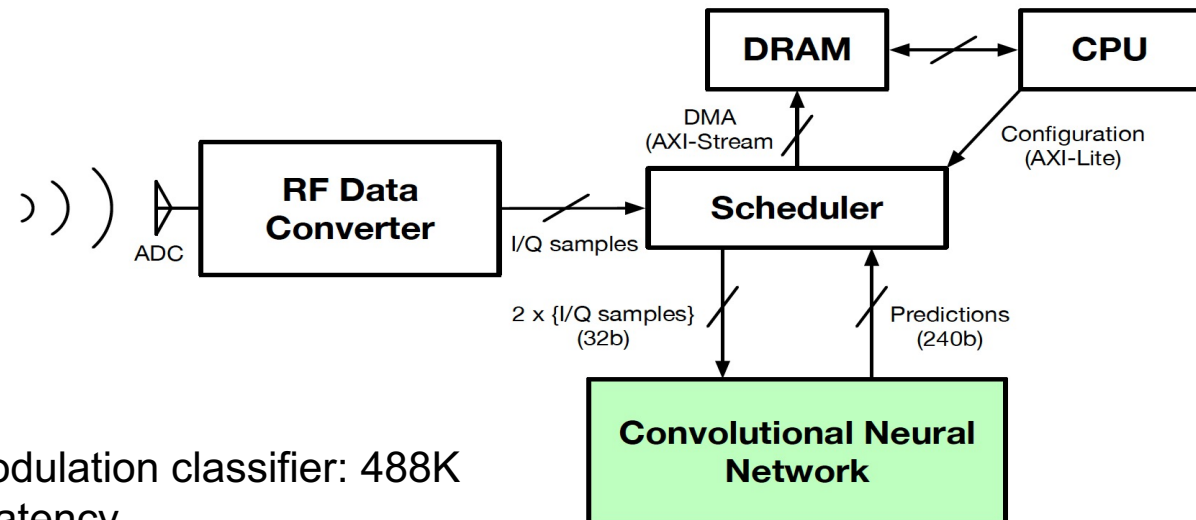 DRAM
CPU
DMA
(AXI-Stream
Configuration
(AXI-Lite)
RF Data
Converter
Scheduler
ADC
I/Q samples
2 x {I/Q samples}
(32b)
Predictions
(240b)
Convolutional Neural
Network
odulation classifier: 488K
atency